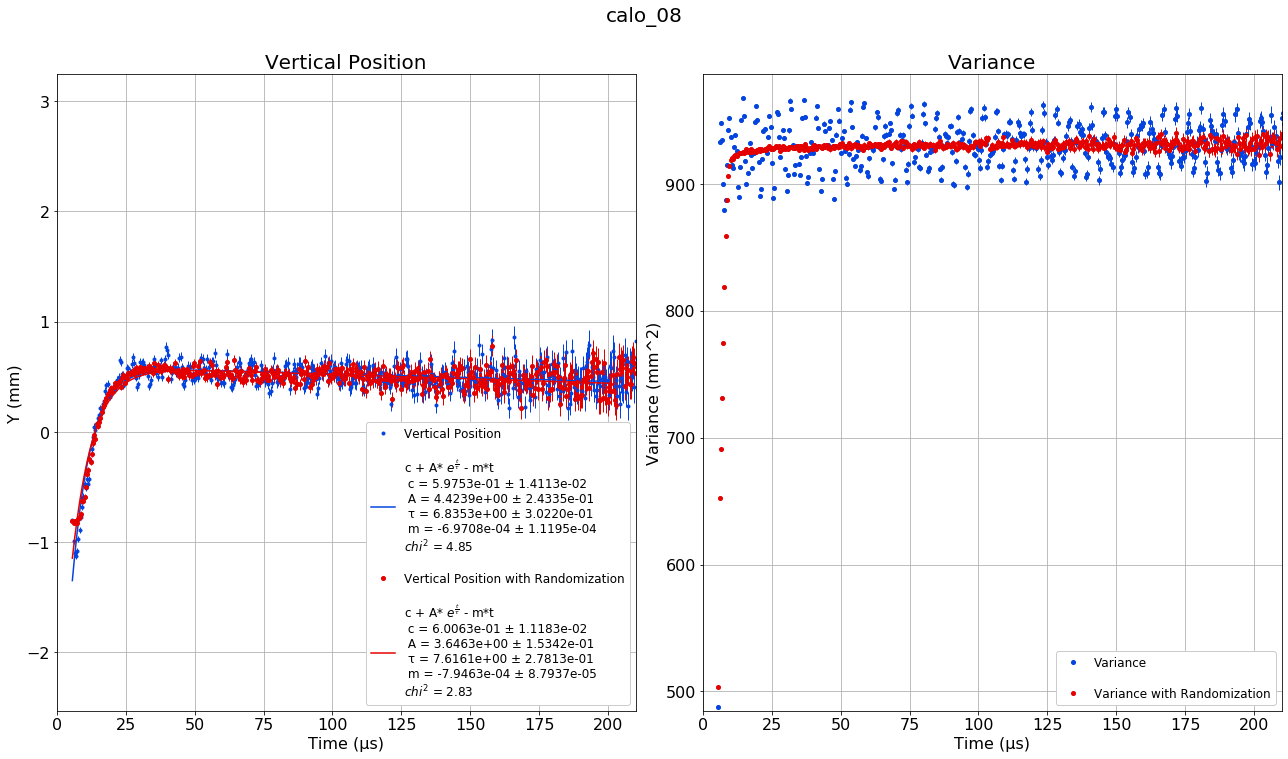 calo_08
Vertical Position
3
2
1
0
−1
−2
Y (mm)
0 25 50 75 100 125 150 175 200
Time (μs)
Vertical Position
c + A* e^{t/τ} - m*t
c = 5.9753e-01 ± 1.4113e-02
A = 4.4239e+00 ± 2.4335e-01
τ = 6.8353e+00 ± 3.0220e-01
m = -6.9708e-04 ± 1.1195e-04
chi² = 4.85
Vertical Position with Randomization
c + A* e^{t/τ} - m*t
c = 6.0063e-01 ± 1.1183e-02
A = 3.6463e+00 ± 1.5342e-01
τ = 7.6161e+00 ± 2.7813e-01
m = -7.9463e-04 ± 8.7937e-05
chi² = 2.83
Variance
900
800
700
600
500
Variance (mm^2)
0 25 50 75 100 125 150 175 200
Time (μs)
Variance
Variance with Randomization